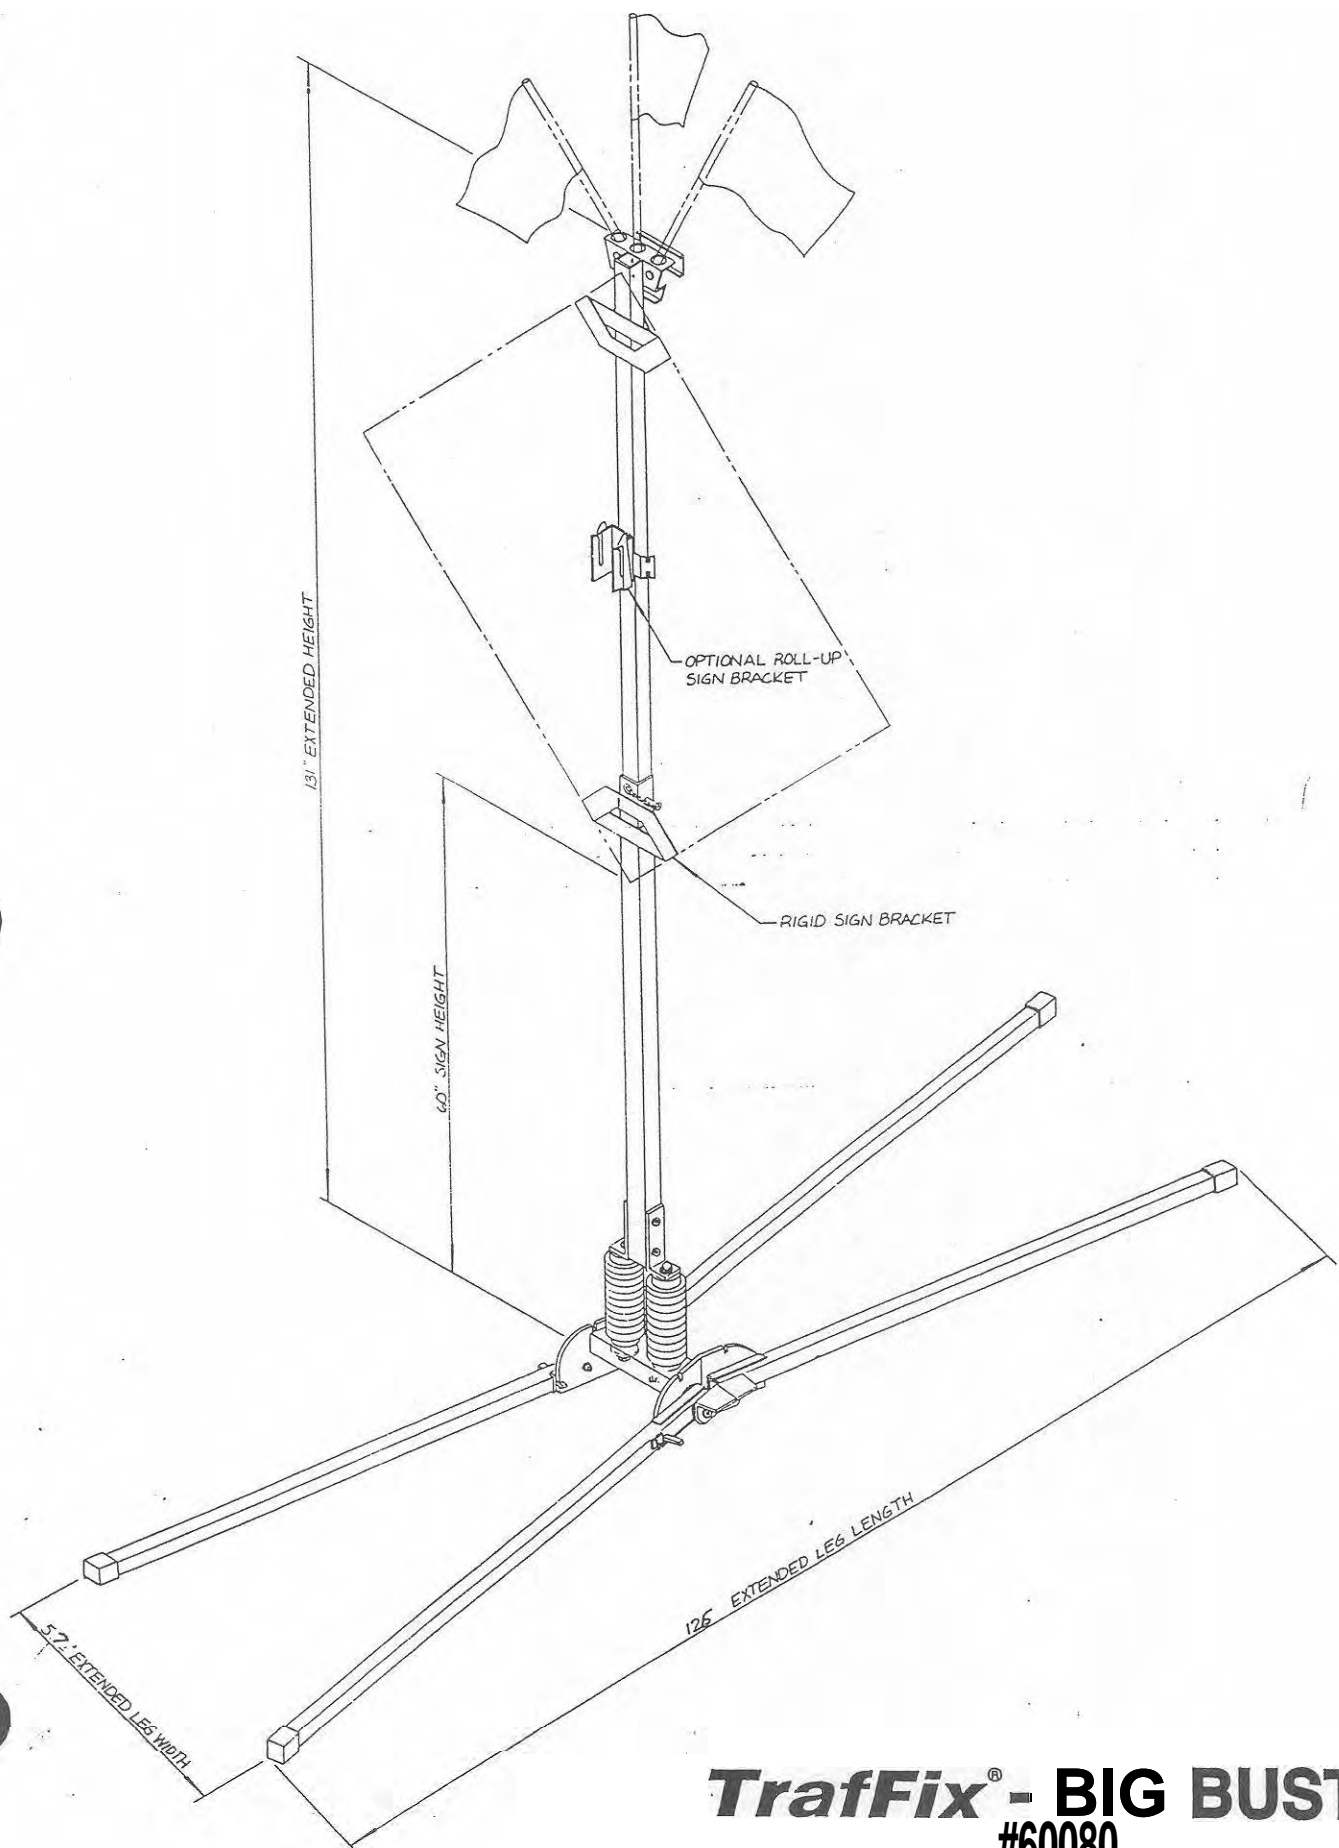 131" EXTENDED HEIGHT
OPTIONAL ROLL-UP
SIGN BRACKET
RIGID SIGN BRACKET
60" SIGN HEIGHT
126 EXTENDED LEG LENGTH
EXTENDED LEG WIDTH
TrafFix® - BIG BUST
#60080